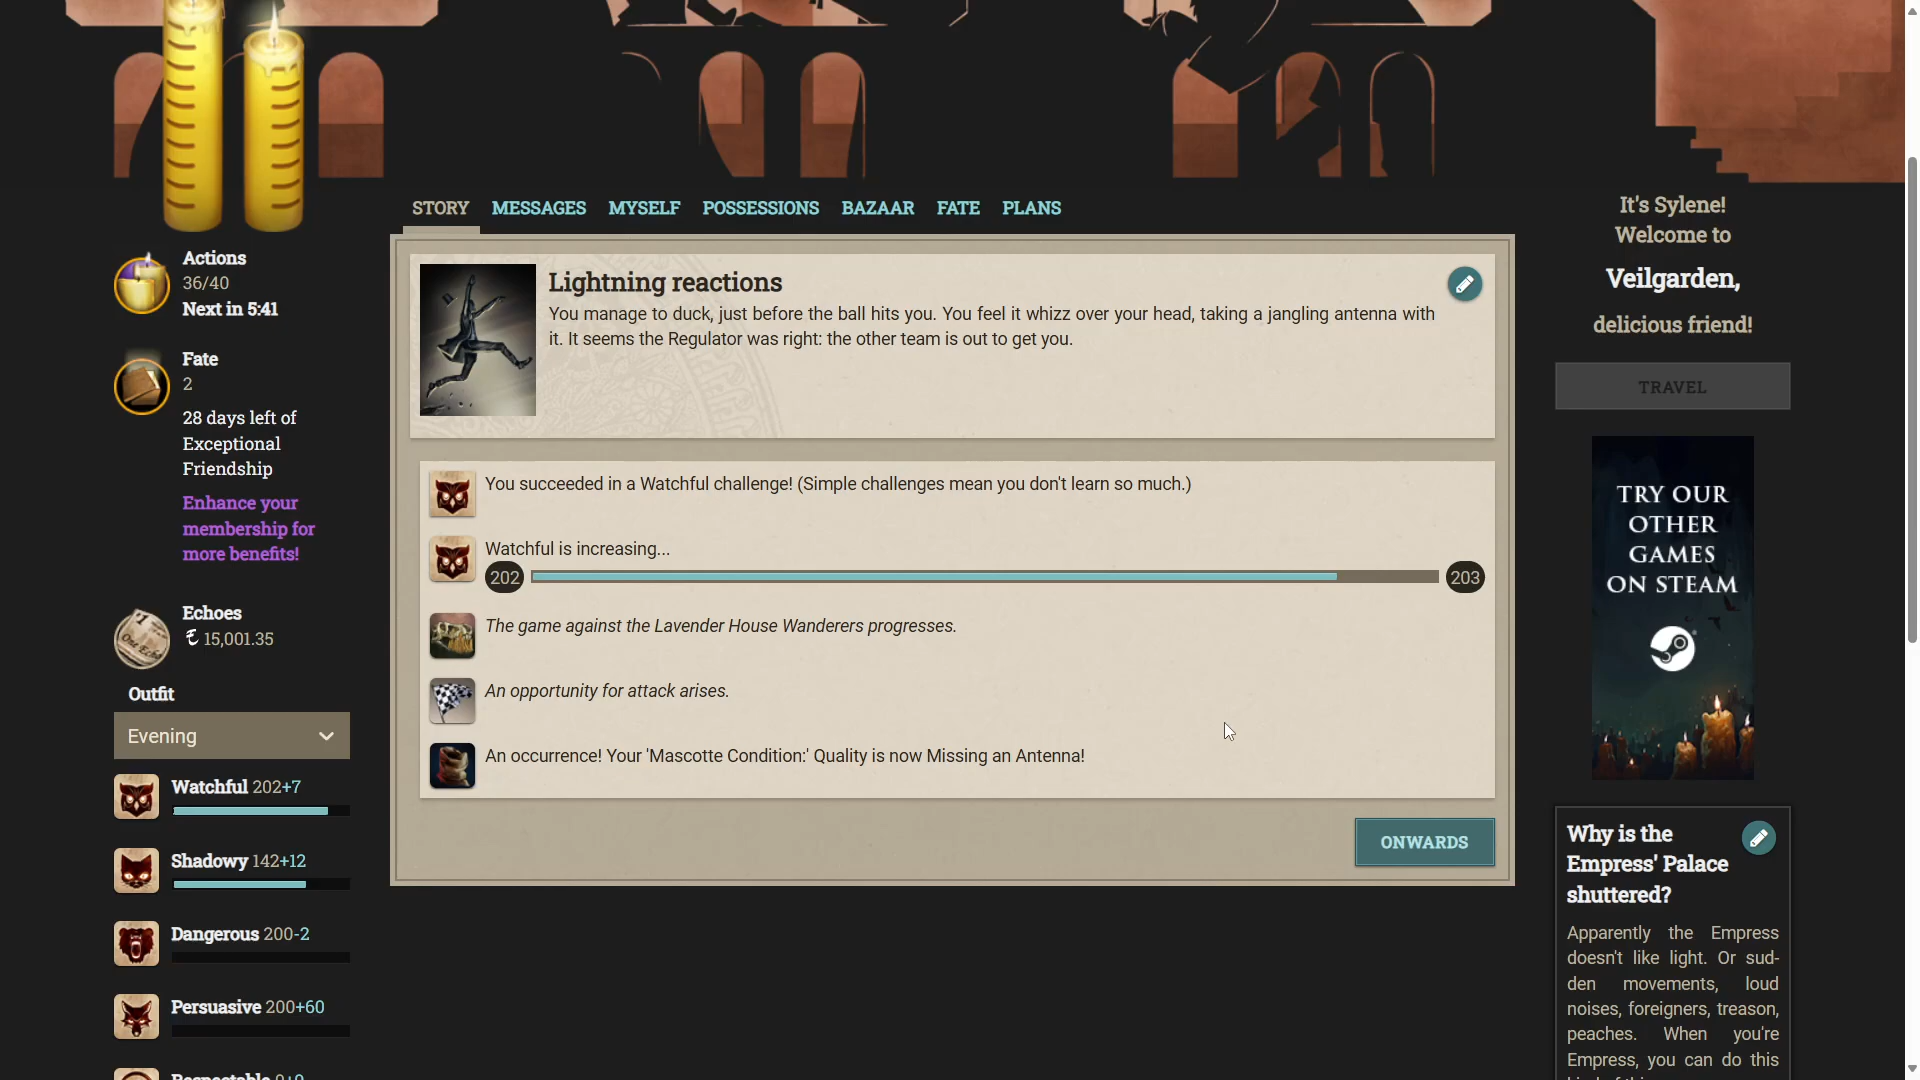 STORY MESSAGES MYSELF POSSESSIONS BAZAAR FATE PLANS
Actions
36/40
Next in 5:41
Fate
2
28 days left of
Exceptional
Friendship
Enhance your
membership for
more benefits!
Echoes
15,001.35
Outfit
Evening
Watchful 202+7
Shadowy 142+12
Dangerous 200-2
Persuasive 200+60
Lightning reactions
You manage to duck, just before the ball hits you. You feel it whizz over your head, taking a jangling antenna with
it. It seems the Regulator was right: the other team is out to get you.
You succeeded in a Watchful challenge! (Simple challenges mean you don't learn so much.)
Watchful is increasing...
202 203
The game against the Lavender House Wanderers progresses.
An opportunity for attack arises.
An occurrence! Your 'Mascotte Condition:' Quality is now Missing an Antenna!
ONWARDS
It's Sylene!
Welcome to
Veilgarden,
delicious friend!
TRAVEL
TRY OUR
OTHER
GAMES
ON STEAM
Why is the
Empress' Palace
shuttered?
Apparently the Empress
doesn't like light. Or sud-
den movements, loud
noises, foreigners, treason,
peaches. When you're
Empress, you can do this